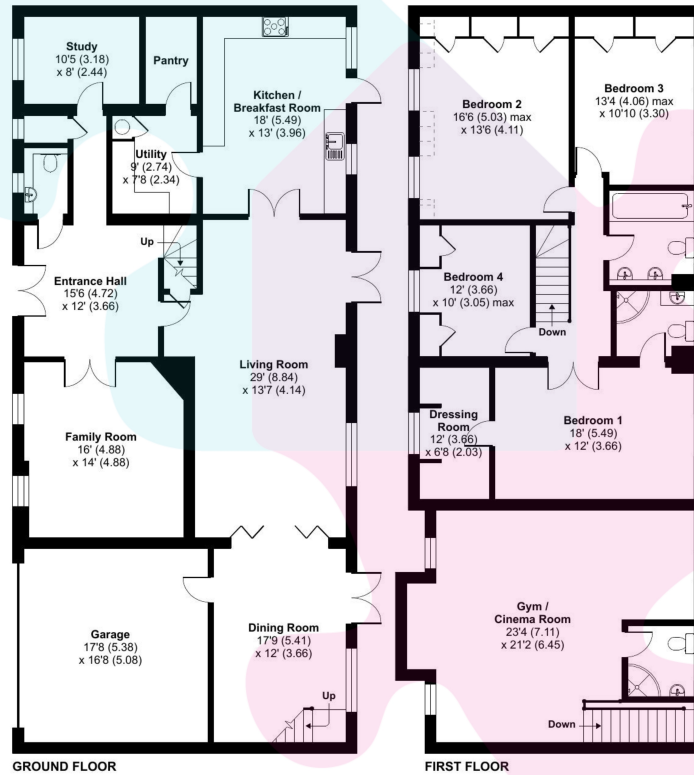 Study
10'5 (3.18)
x 8' (2.44)
Pantry
Kitchen /
Breakfast Room
18' (5.49)
x 13' (3.96)
Utility
9' (2.74)
x 7'8 (2.34)
Up
Entrance Hall
15'6 (4.72)
x 12' (3.66)
Living Room
29' (8.84)
x 13'7 (4.14)
Family Room
16' (4.88)
x 14' (4.88)
Garage
17'8 (5.38)
x 16'8 (5.08)
Dining Room
17'9 (5.41)
x 12' (3.66)
Up
GROUND FLOOR
Bedroom 2
16'6 (5.03) max
x 13'6 (4.11)
Bedroom 3
13'4 (4.06) max
x 10'10 (3.30)
Bedroom 4
12' (3.66)
x 10' (3.05) max
Down
Dressing
Room
12' (3.66)
x 6'8 (2.03)
Bedroom 1
18' (5.49)
x 12' (3.66)
Gym /
Cinema Room
23'4 (7.11)
x 21'2 (6.45)
Down
FIRST FLOOR